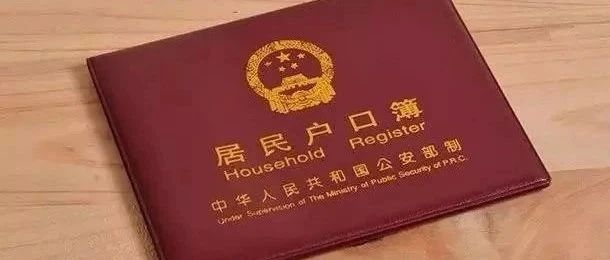 居民户口簿
Household Register
中华人民共和国公安部制
Under Supervision of The Ministry of Public Security of P.R.C.